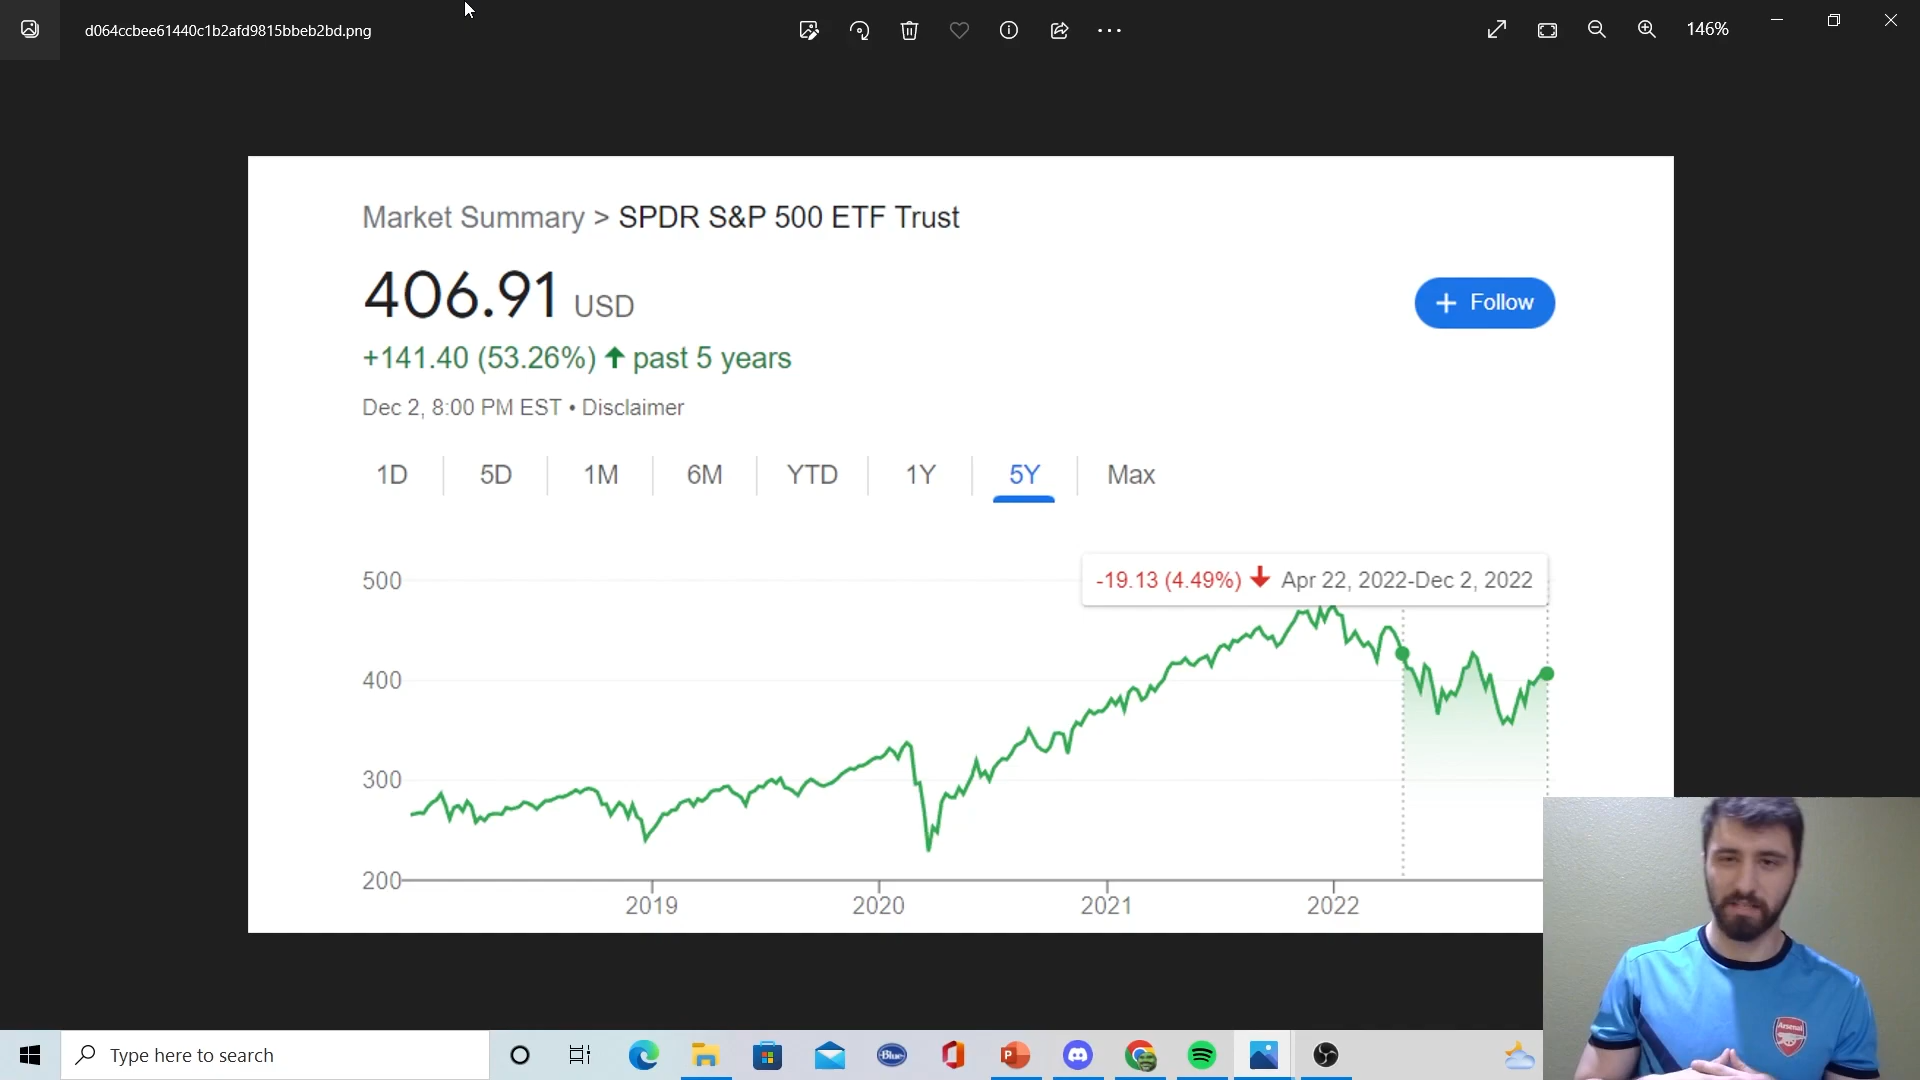 d064ccbee61440c1b2afd9815bbeb2bd.png
146%
Market Summary > SPDR S&P 500 ETF Trust
406.91 USD
+ Follow
+141.40 (53.26%) ↑ past 5 years
Dec 2, 8:00 PM EST • Disclaimer
1D 5D 1M 6M YTD 1Y 5Y Max
-19.13 (4.49%) ↓ Apr 22, 2022-Dec 2, 2022
500
400
300
200
2019 2020 2021 2022
Arsenal
Type here to search
Blue
P